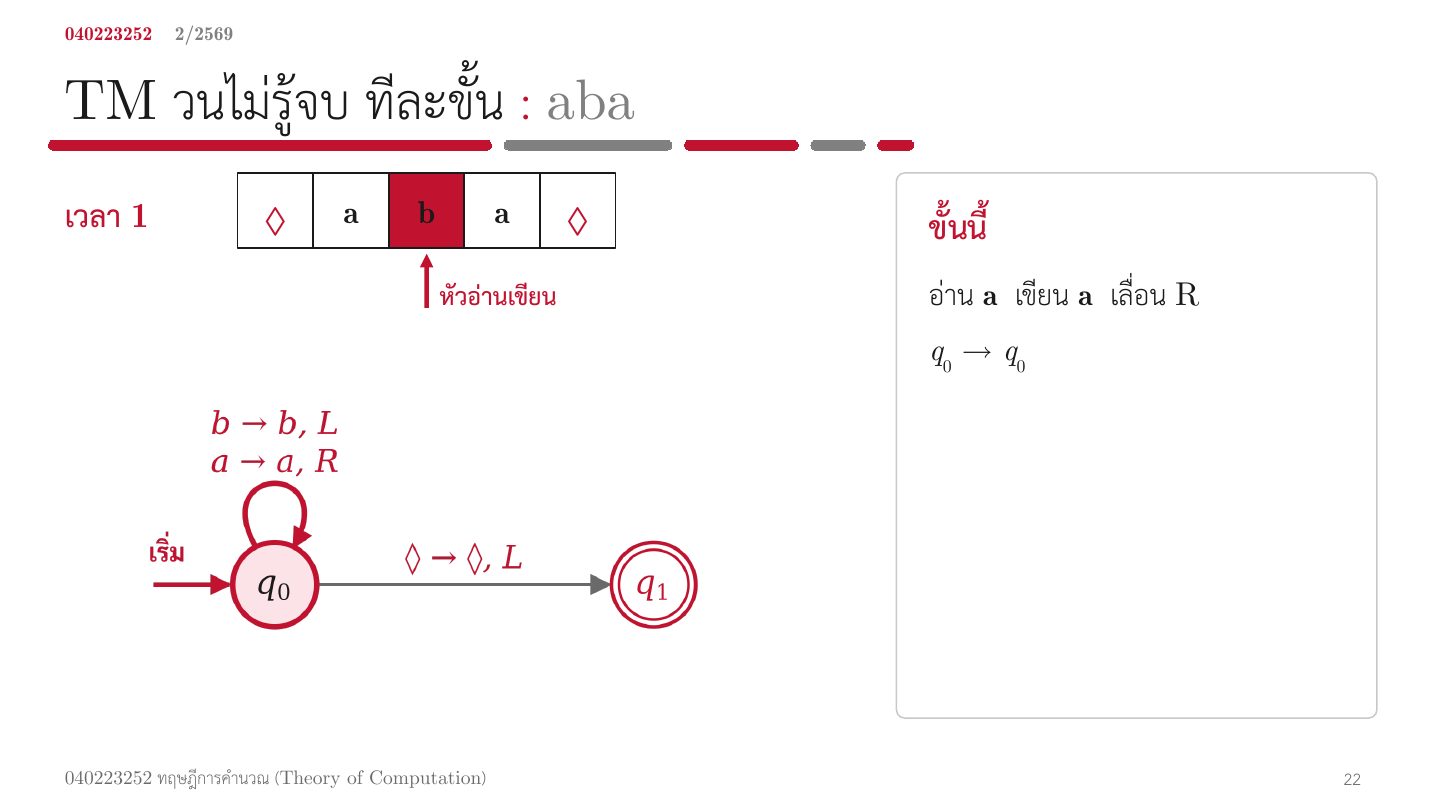 040223252 2/2569
TM วนไม่รู้จบ ทีละขั้น : aba
เวลา 1
◊ a b a ◊
หัวอ่านเขียน
ขั้นนี้
อ่าน a เขียน a เลื่อน R
q₀ → q₀
b → b, L
a → a, R
เริ่ม
q₀
◊ → ◊, L
q₁
040223252 ทฤษฎีการคำนวณ (Theory of Computation)
22